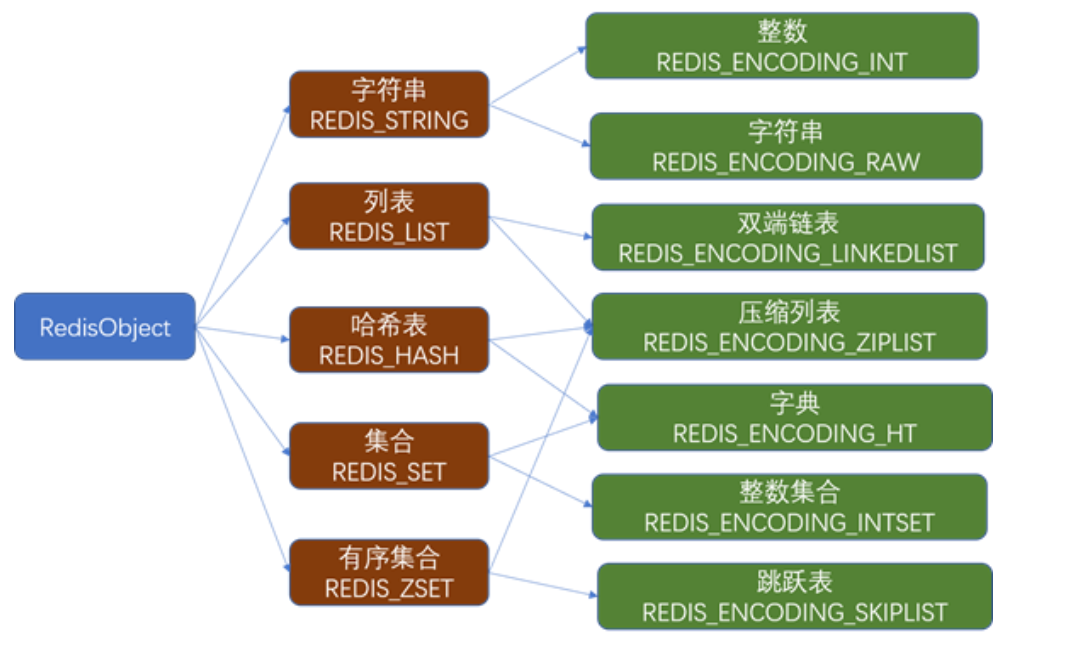 RedisObject
字符串
REDIS_STRING
列表
REDIS_LIST
哈希表
REDIS_HASH
集合
REDIS_SET
有序集合
REDIS_ZSET
整数
REDIS_ENCODING_INT
字符串
REDIS_ENCODING_RAW
双端链表
REDIS_ENCODING_LINKEDLIST
压缩列表
REDIS_ENCODING_ZIPLIST
字典
REDIS_ENCODING_HT
整数集合
REDIS_ENCODING_INTSET
跳跃表
REDIS_ENCODING_SKIPLIST